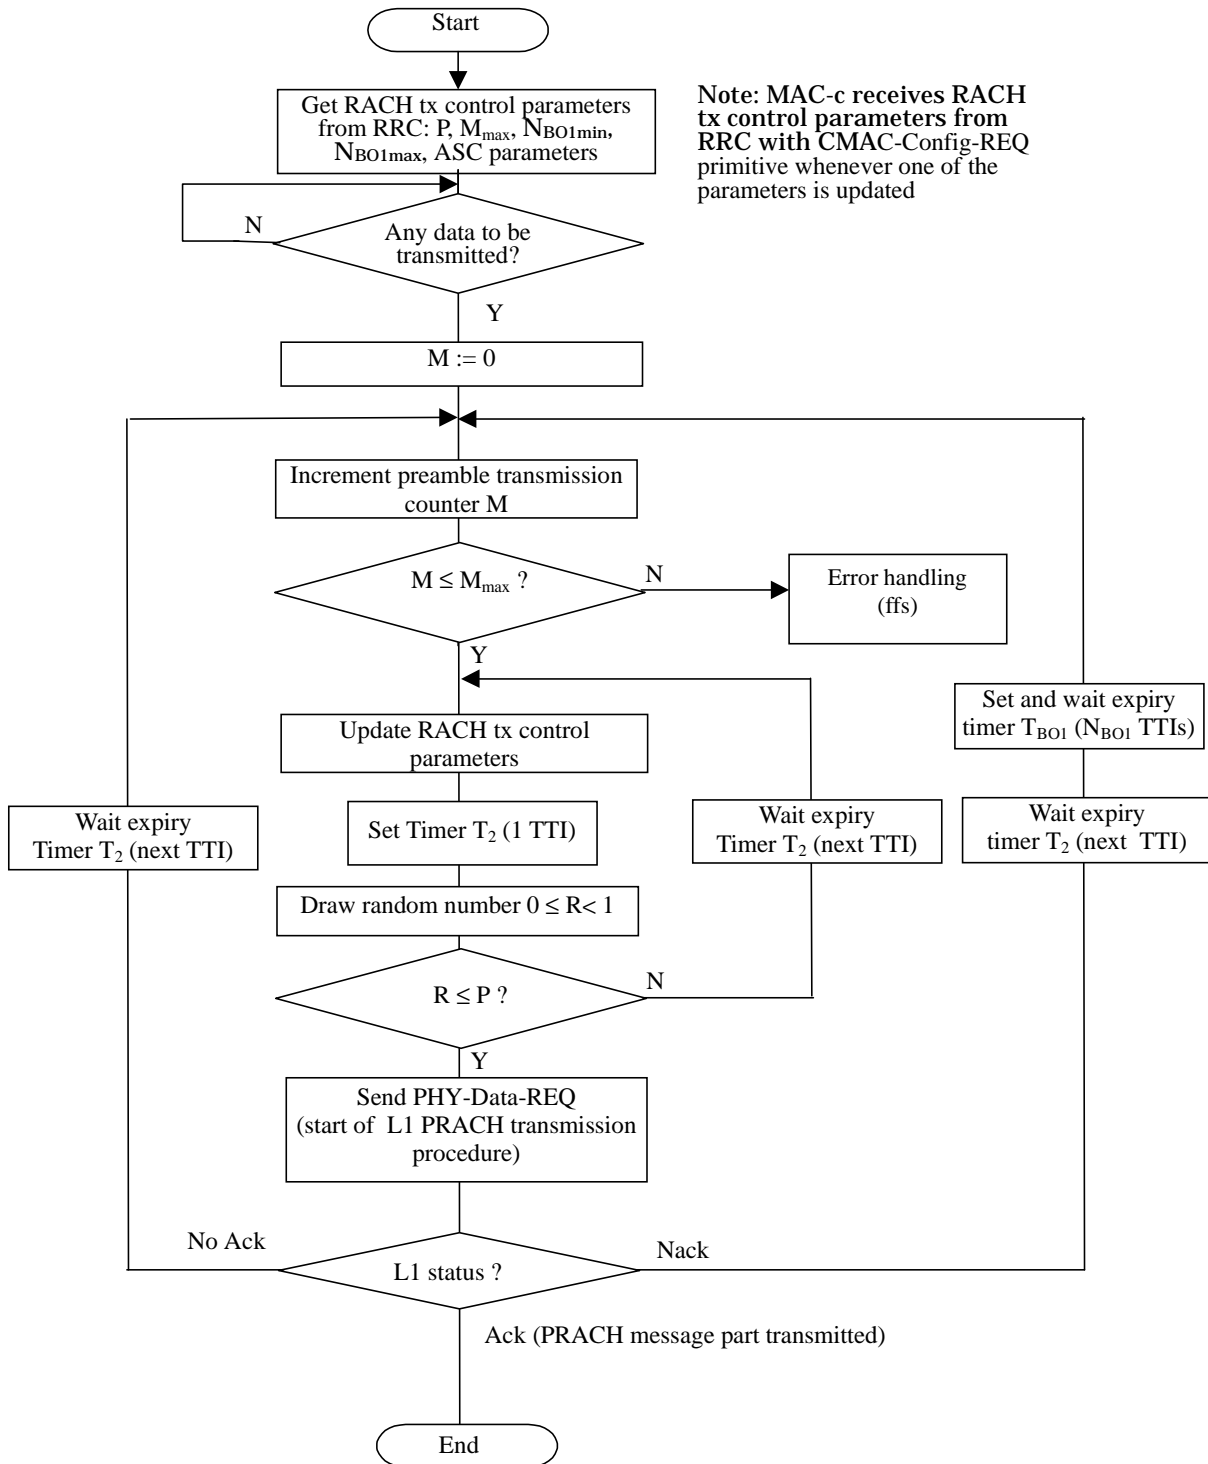 Start
Get RACH tx control parameters
from RRC: P, Mmax, NBO1min,
NBO1max, ASC parameters
Note: MAC-c receives RACH
tx control parameters from
RRC with CMAC-Config-REQ
primitive whenever one of the
parameters is updated
N
Any data to be
transmitted?
Y
M := 0
Increment preamble transmission
counter M
M ≤ Mmax ?
N
Error handling
(ffs)
Y
Set and wait expiry
timer TBO1 (NBO1 TTIs)
Update RACH tx control
parameters
Wait expiry
Timer T2 (next TTI)
Set Timer T2 (1 TTI)
Wait expiry
Timer T2 (next TTI)
Wait expiry
timer T2 (next  TTI)
Draw random number 0 ≤ R< 1
R ≤ P ?
N
Y
Send PHY-Data-REQ
(start of  L1 PRACH transmission
procedure)
No Ack
L1 status ?
Nack
Ack (PRACH message part transmitted)
End